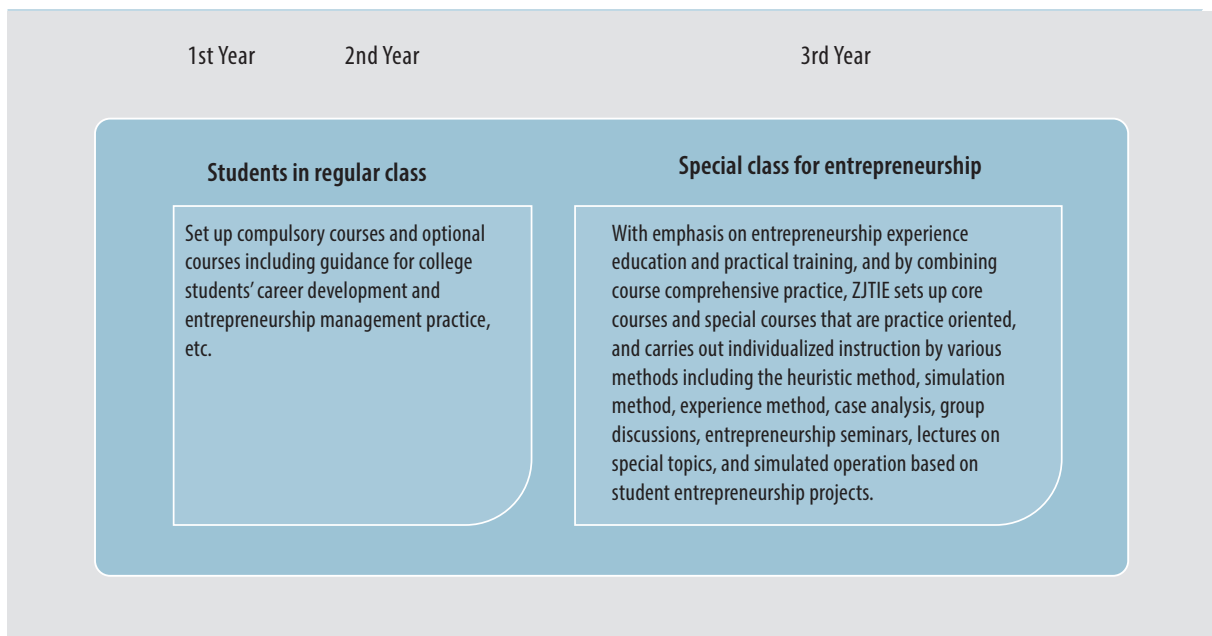 1st Year 2nd Year 3rd Year
Students in regular class
Set up compulsory courses and optional
courses including guidance for college
students’ career development and
entrepreneurship management practice,
etc.
Special class for entrepreneurship
With emphasis on entrepreneurship experience
education and practical training, and by combining
course comprehensive practice, ZJTIE sets up core
courses and special courses that are practice oriented,
and carries out individualized instruction by various
methods including the heuristic method, simulation
method, experience method, case analysis, group
discussions, entrepreneurship seminars, lectures on
special topics, and simulated operation based on
student entrepreneurship projects.